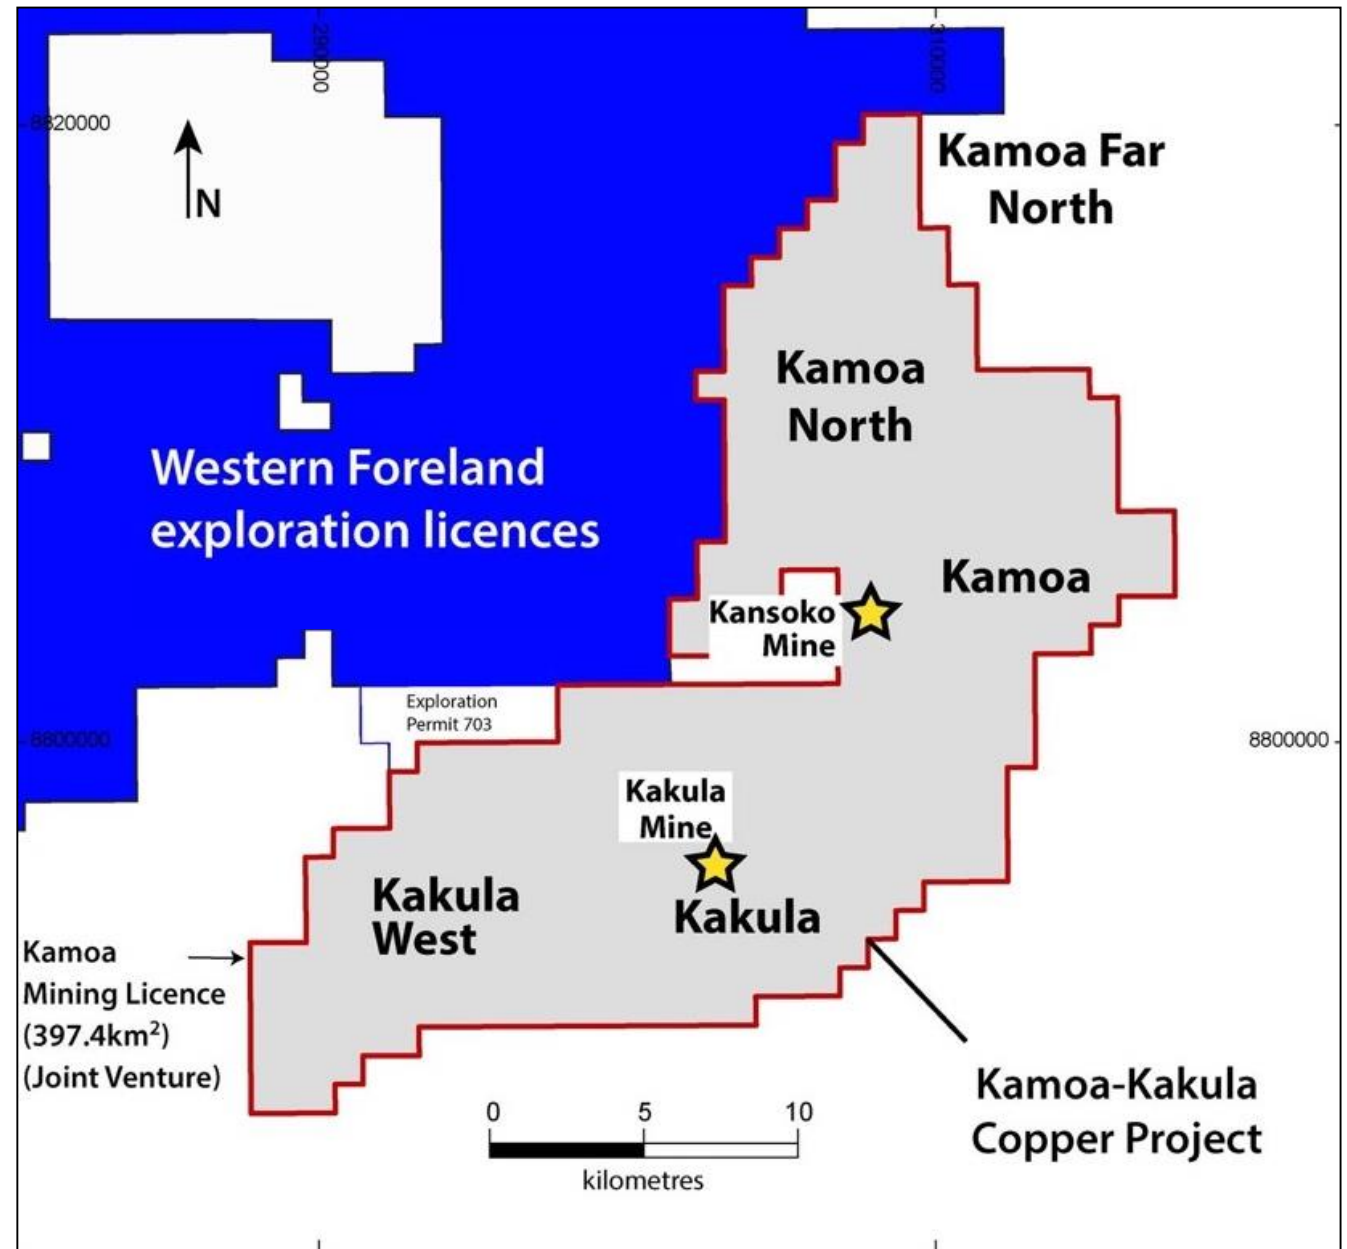 290000
310000
8820000
N
Kamoa Far
North
Kamoa
North
Western Foreland
exploration licences
Kamoa
Kansoko
Mine
Exploration
Permit 703
8800000
8800000
Kakula
Mine
Kakula
West
Kakula
Kamoa
Mining Licence
(397.4km²)
(Joint Venture)
Kamoa-Kakula
Copper Project
0 5 10
kilometres